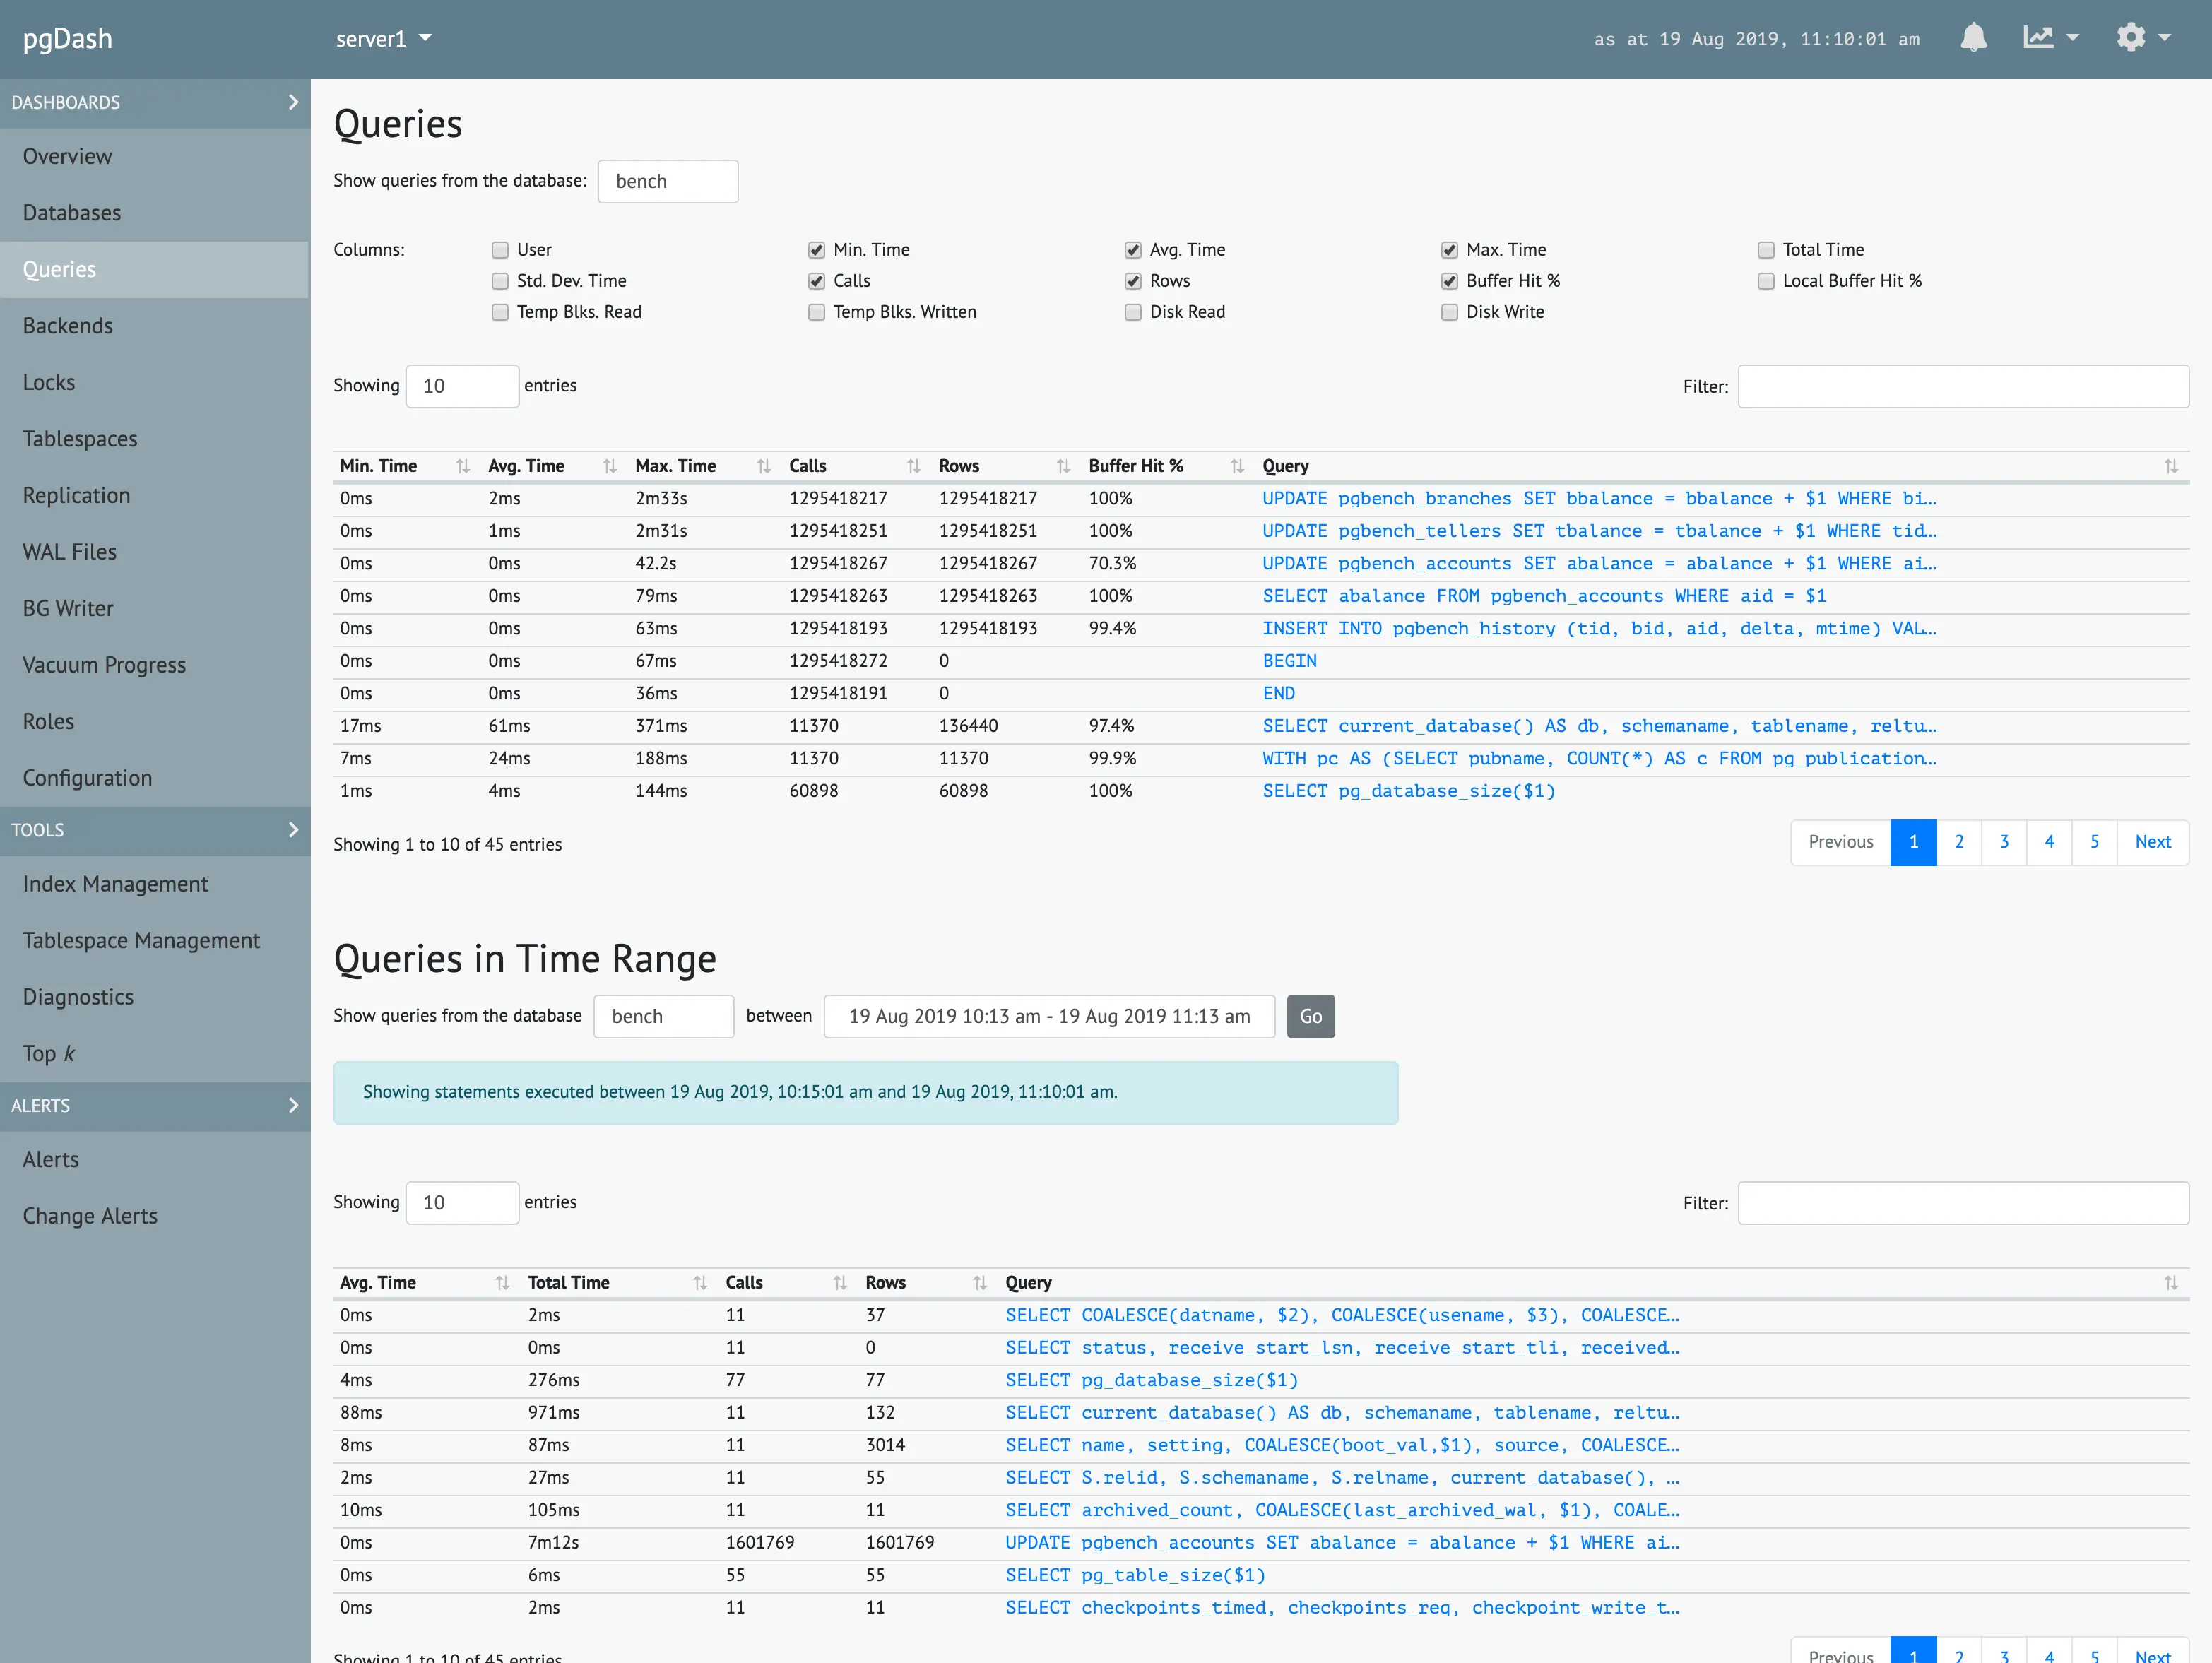 pgDash
server1
as at 19 Aug 2019, 11:10:01 am
DASHBOARDS
Overview
Databases
Queries
Backends
Locks
Tablespaces
Replication
WAL Files
BG Writer
Vacuum Progress
Roles
Configuration
TOOLS
Index Management
Tablespace Management
Diagnostics
Top k
ALERTS
Alerts
Change Alerts
Queries
Show queries from the database: bench
Columns: User Min. Time Avg. Time Max. Time Total Time
Std. Dev. Time Calls Rows Buffer Hit % Local Buffer Hit %
Temp Blks. Read Temp Blks. Written Disk Read Disk Write
Showing 10 entries Filter:
Min. Time Avg. Time Max. Time Calls Rows Buffer Hit % Query
0ms 2ms 2m33s 1295418217 1295418217 100% UPDATE pgbench_branches SET bbalance = bbalance + $1 WHERE bi...
0ms 1ms 2m31s 1295418251 1295418251 100% UPDATE pgbench_tellers SET tbalance = tbalance + $1 WHERE tid...
0ms 0ms 42.2s 1295418267 1295418267 70.3% UPDATE pgbench_accounts SET abalance = abalance + $1 WHERE ai...
0ms 0ms 79ms 1295418263 1295418263 100% SELECT abalance FROM pgbench_accounts WHERE aid = $1
0ms 0ms 63ms 1295418193 1295418193 99.4% INSERT INTO pgbench_history (tid, bid, aid, delta, mtime) VAL...
0ms 0ms 67ms 1295418272 0 BEGIN
0ms 0ms 36ms 1295418191 0 END
17ms 61ms 371ms 11370 136440 97.4% SELECT current_database() AS db, schemaname, tablename, reltu...
7ms 24ms 188ms 11370 11370 99.9% WITH pc AS (SELECT pubname, COUNT(*) AS c FROM pg_publication...
1ms 4ms 144ms 60898 60898 100% SELECT pg_database_size($1)
Showing 1 to 10 of 45 entries Previous 1 2 3 4 5 Next
Queries in Time Range
Show queries from the database bench between 19 Aug 2019 10:13 am - 19 Aug 2019 11:13 am Go
Showing statements executed between 19 Aug 2019, 10:15:01 am and 19 Aug 2019, 11:10:01 am.
Showing 10 entries Filter:
Avg. Time Total Time Calls Rows Query
0ms 2ms 11 37 SELECT COALESCE(datname, $2), COALESCE(usename, $3), COALESCE...
0ms 0ms 11 0 SELECT status, receive_start_lsn, receive_start_tli, received...
4ms 276ms 77 77 SELECT pg_database_size($1)
88ms 971ms 11 132 SELECT current_database() AS db, schemaname, tablename, reltu...
8ms 87ms 11 3014 SELECT name, setting, COALESCE(boot_val,$1), source, COALESCE...
2ms 27ms 11 55 SELECT S.relid, S.schemaname, S.relname, current_database(), ...
10ms 105ms 11 11 SELECT archived_count, COALESCE(last_archived_wal, $1), COALE...
0ms 7m12s 1601769 1601769 UPDATE pgbench_accounts SET abalance = abalance + $1 WHERE ai...
0ms 6ms 55 55 SELECT pg_table_size($1)
0ms 2ms 11 11 SELECT checkpoints_timed, checkpoints_req, checkpoint_write_t...
Showing 1 to 10 of 45 entries Previous 1 2 3 4 5 Next